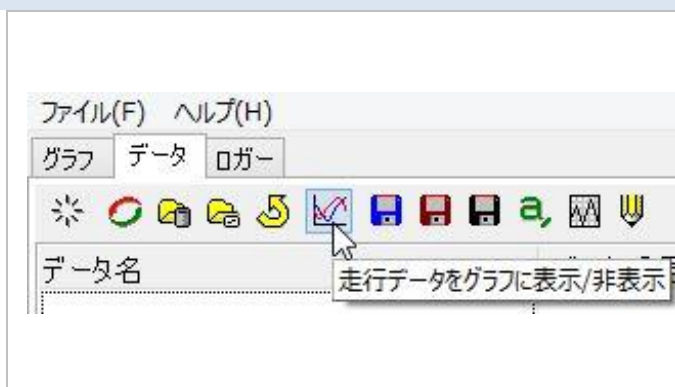 ファイル(F) ヘルプ(H)
グラフ データ ロガー
a,
データ名
走行データをグラフに表示/非表示